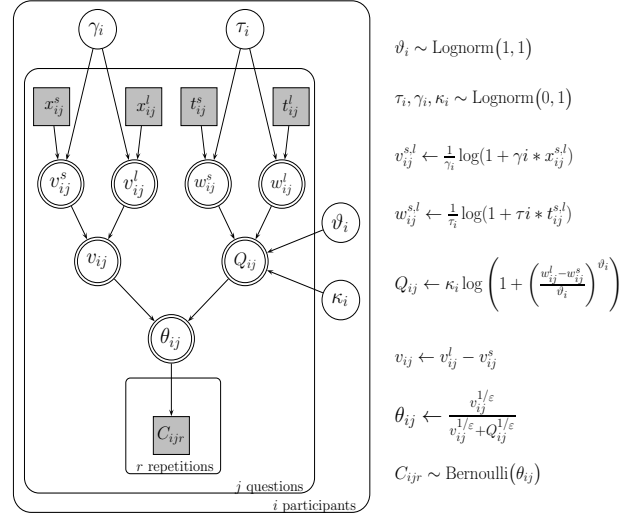 γ_i
τ_i
x^s_{ij}
x^l_{ij}
t^s_{ij}
t^l_{ij}
v^s_{ij}
v^l_{ij}
w^s_{ij}
w^l_{ij}
ϑ_i
v_{ij}
Q_{ij}
κ_i
θ_{ij}
C_{ijr}
r repetitions
j questions
i participants
ϑ_i ∼ Lognorm(1, 1)
τ_i, γ_i, κ_i ∼ Lognorm(0, 1)
v^{s,l}_{ij} ← \frac{1}{γ_i} log(1 + γi * x^{s,l}_{ij})
w^{s,l}_{ij} ← \frac{1}{τ_i} log(1 + τi * t^{s,l}_{ij})
Q_{ij} ← κ_i log(1 + (\frac{w^l_{ij} − w^s_{ij}}{ϑ_i})^{ϑ_i})
v_{ij} ← v^l_{ij} − v^s_{ij}
θ_{ij} ← \frac{v^{1/ε}_{ij}}{v^{1/ε}_{ij} + Q^{1/ε}_{ij}}
C_{ijr} ∼ Bernoulli(θ_{ij})